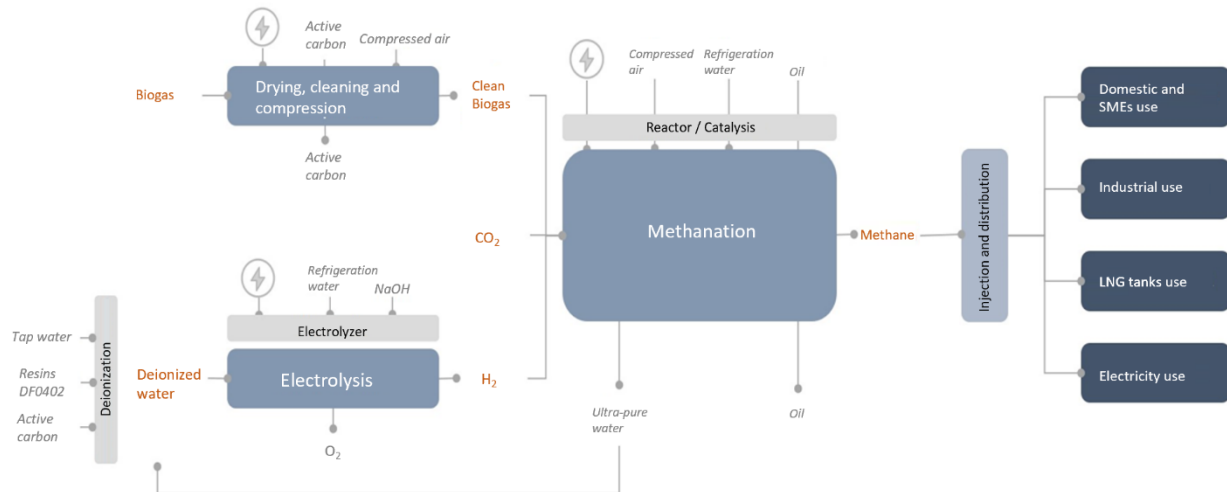 Active
carbon
Compressed air
Biogas
Drying, cleaning and
compression
Clean
Biogas
Active
carbon
Compressed
air
Refrigeration
water
Oil
Reactor / Catalysis
Methanation
CO₂
Methane
Injection and distribution
Domestic and
SMEs use
Industrial use
LNG tanks use
Electricity use
Refrigeration
water
NaOH
Electrolyzer
Tap water
Resins
DF0402
Active
carbon
Deionization
Deionized
water
Electrolysis
H₂
O₂
Ultra-pure
water
Oil